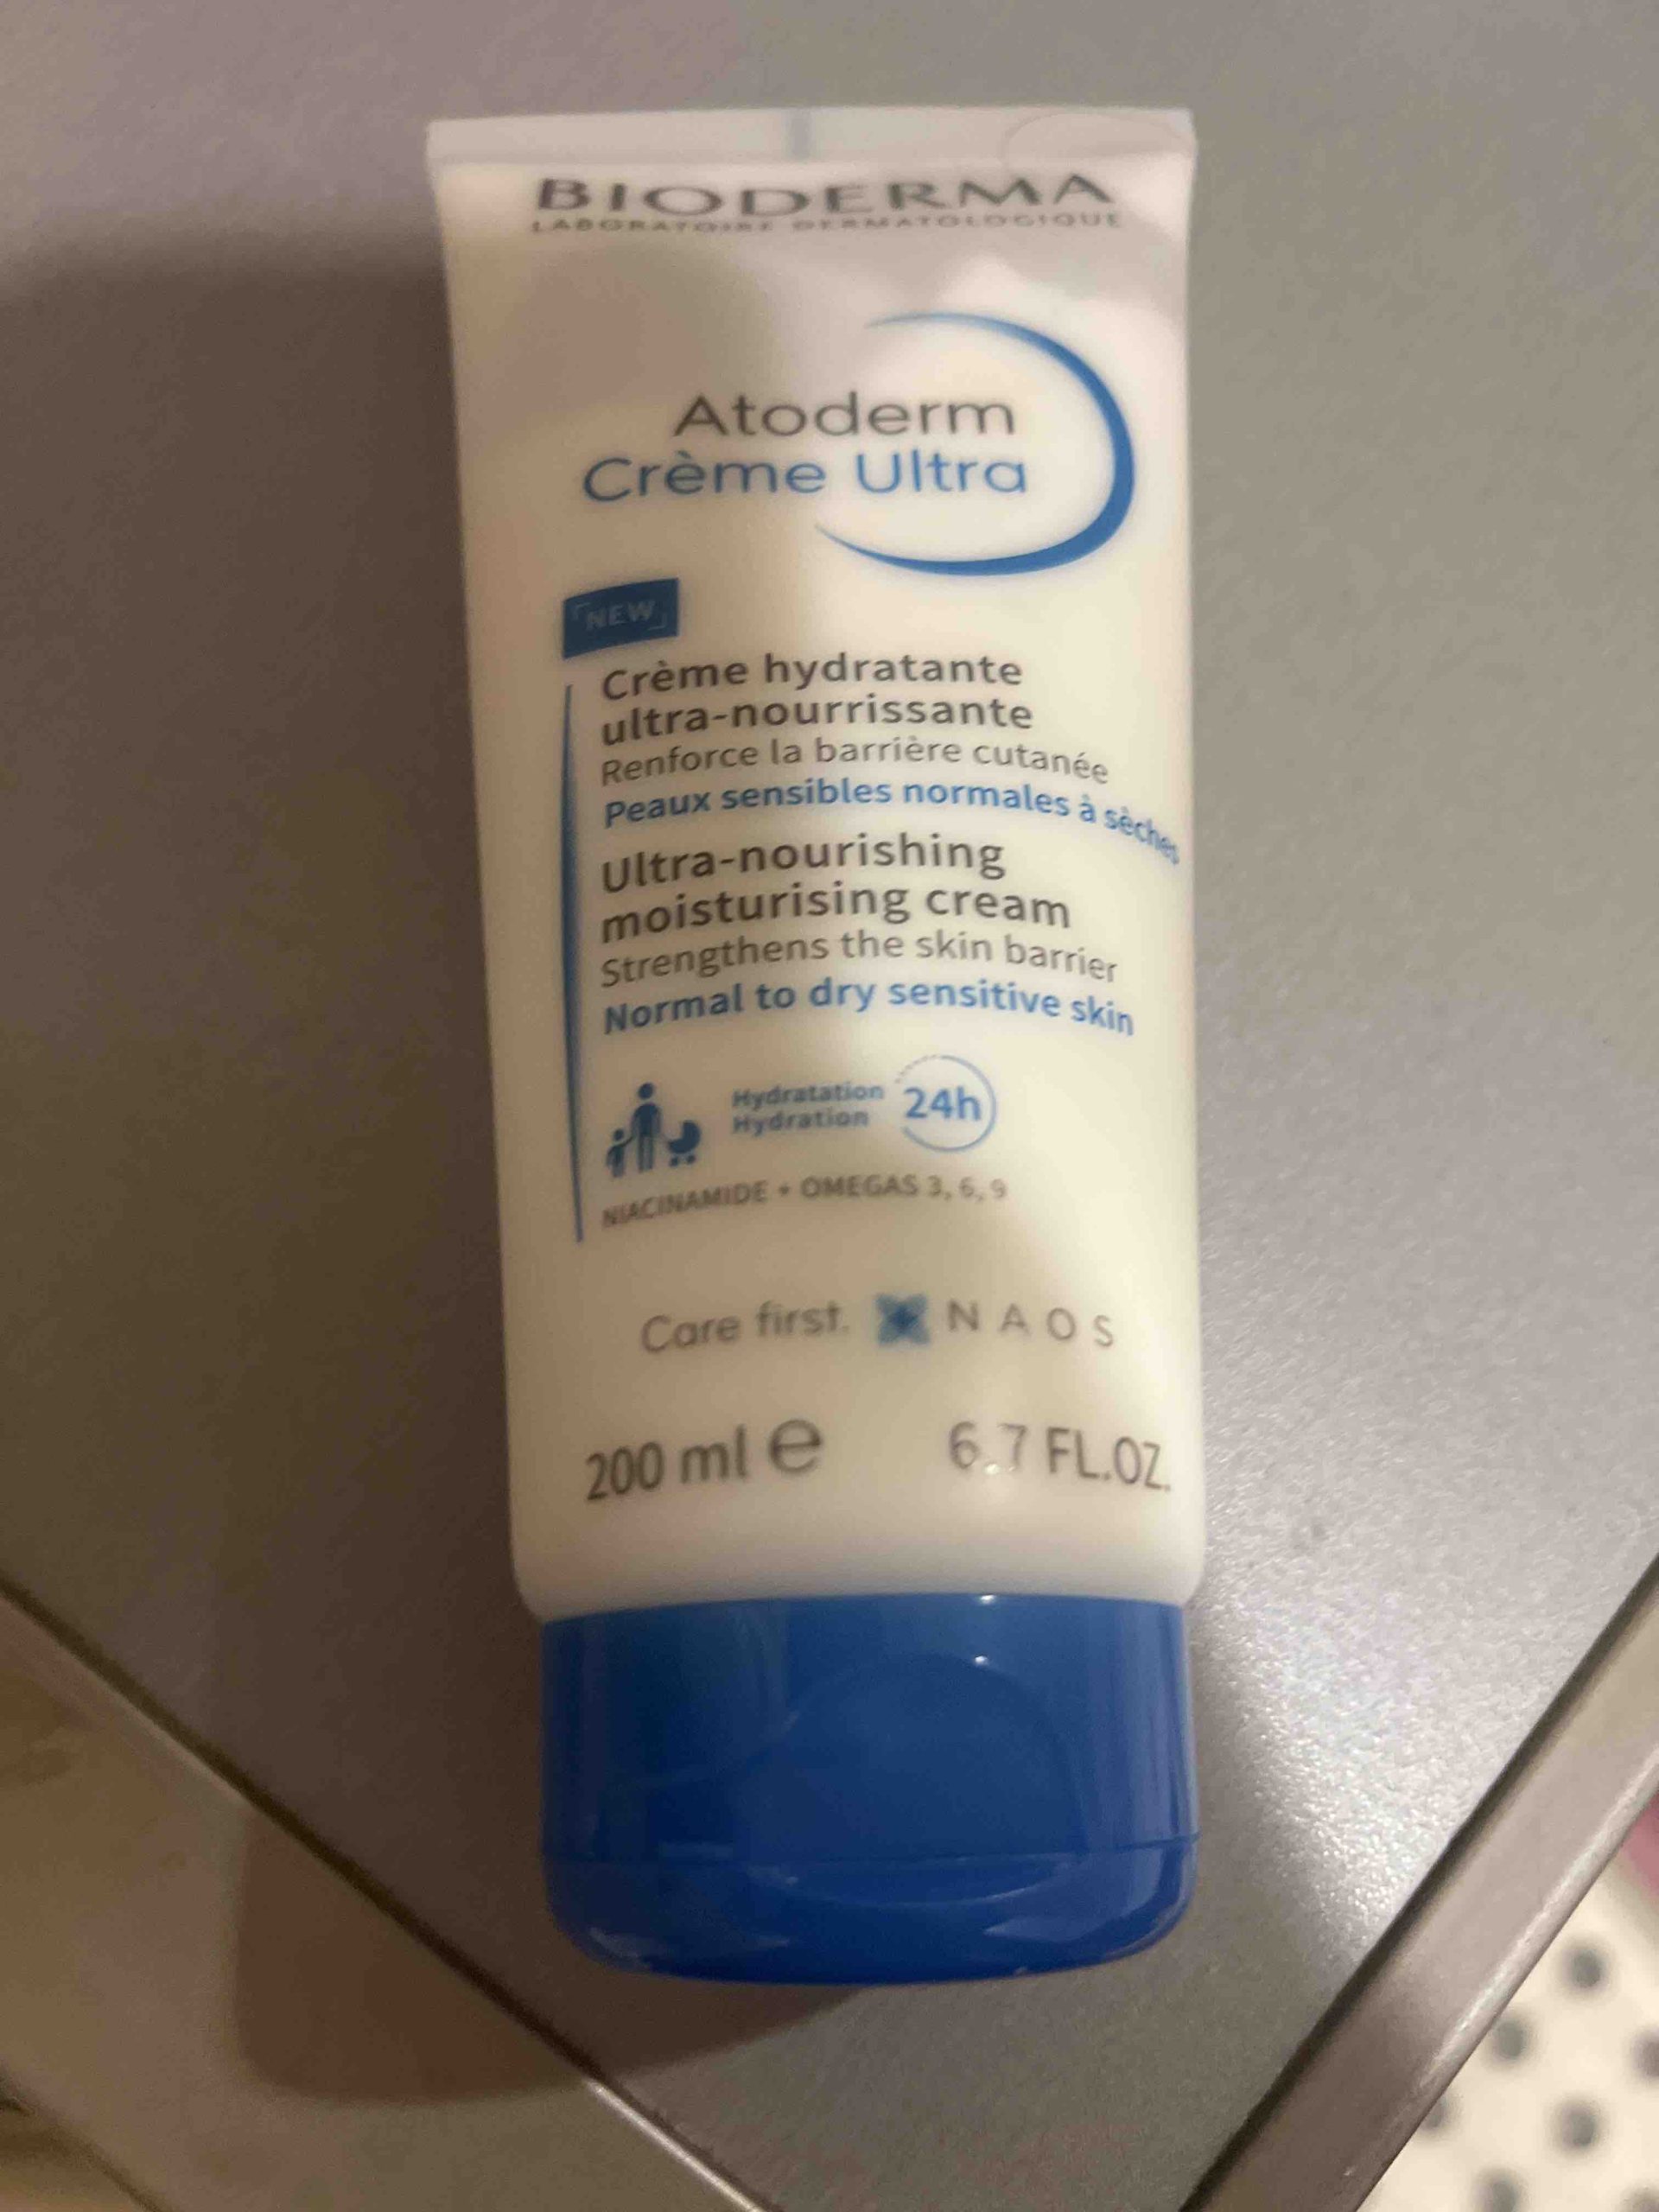 BIODERMA
LABORATOIRE DERMATOLOGIQUE
Atoderm
Crème Ultra
NEW
Crème hydratante
ultra-nourrissante
Renforce la barrière cutanée
Peaux sensibles normales à sèches
Ultra-nourishing
moisturising cream
Strengthens the skin barrier
Normal to dry sensitive skin
Hydratation
Hydration
24h
NIACINAMIDE + OMEGAS 3, 6, 9
Care first. NAOS
200 ml e 6.7 FL.OZ.